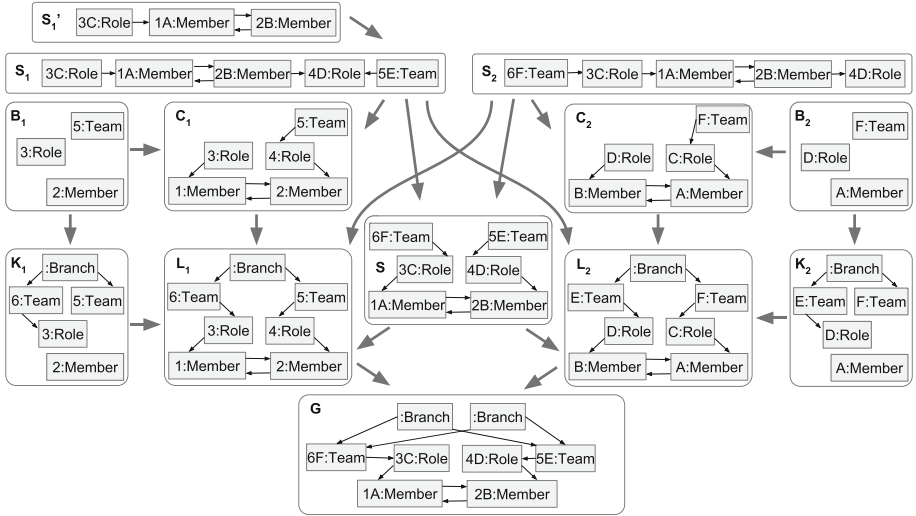 S1’ 3C:Role 1A:Member 2B:Member
S1 3C:Role 1A:Member 2B:Member 4D:Role 5E:Team
S2 6F:Team 3C:Role 1A:Member 2B:Member 4D:Role
B1 5:Team
3:Role
2:Member
C1 5:Team
3:Role 4:Role
1:Member 2:Member
C2 F:Team
D:Role C:Role
B:Member A:Member
B2 F:Team
D:Role
A:Member
K1 :Branch
6:Team 5:Team
3:Role
2:Member
L1 :Branch
6:Team 5:Team
3:Role 4:Role
1:Member 2:Member
6F:Team 5E:Team
S 3C:Role 4D:Role
1A:Member 2B:Member
L2 :Branch
E:Team F:Team
D:Role C:Role
B:Member A:Member
K2 :Branch
E:Team F:Team
D:Role
A:Member
G :Branch :Branch
6F:Team 3C:Role 4D:Role 5E:Team
1A:Member 2B:Member